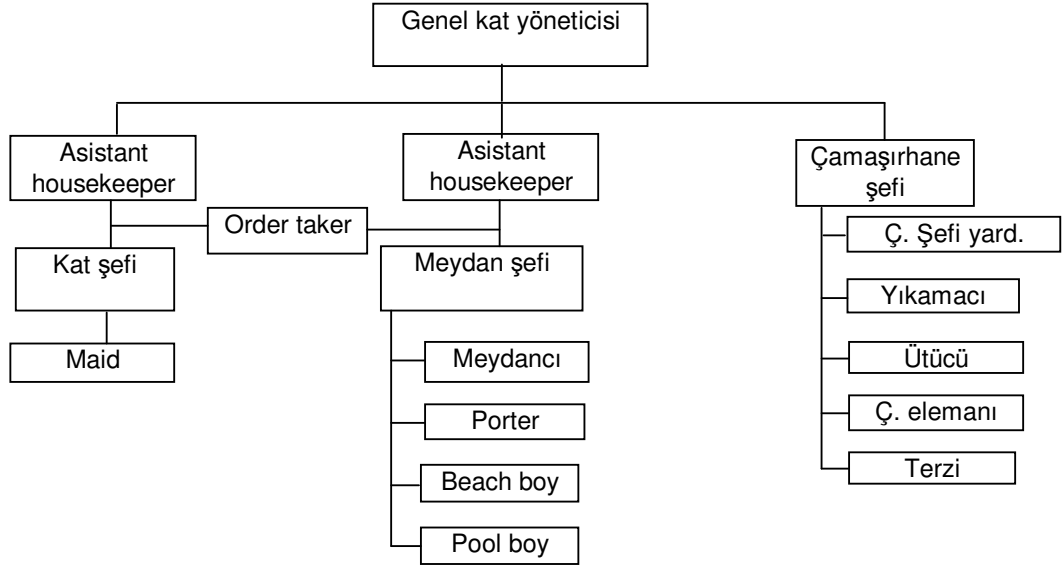 Genel kat yöneticisi
Asistant
housekeeper
Asistant
housekeeper
Çamaşırhane
şefi
Order taker
Kat şefi
Meydan şefi
Maid
Meydancı
Porter
Beach boy
Pool boy
Ç. Şefi yard.
Yıkamacı
Ütücü
Ç. elemanı
Terzi